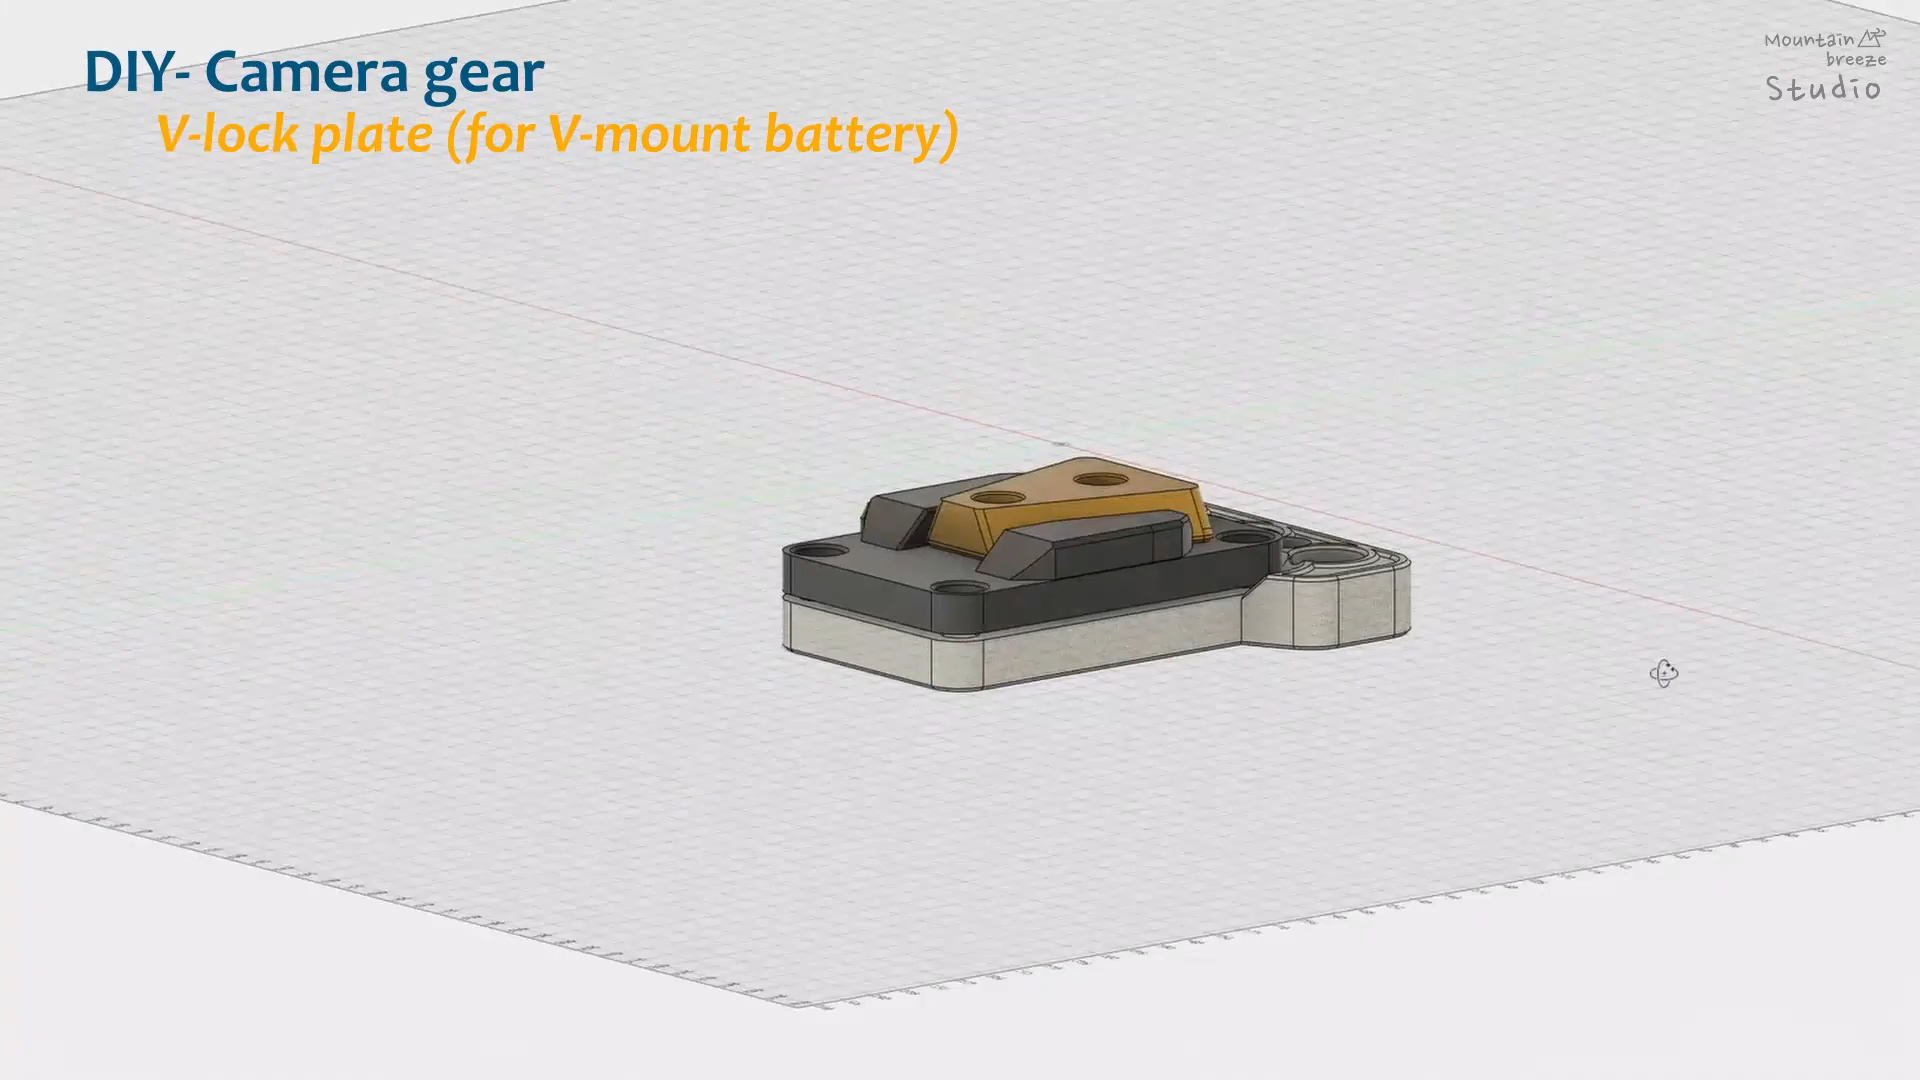 DIY- Camera gear
V-lock plate (for V-mount battery)
Mountain
breeze
Studio